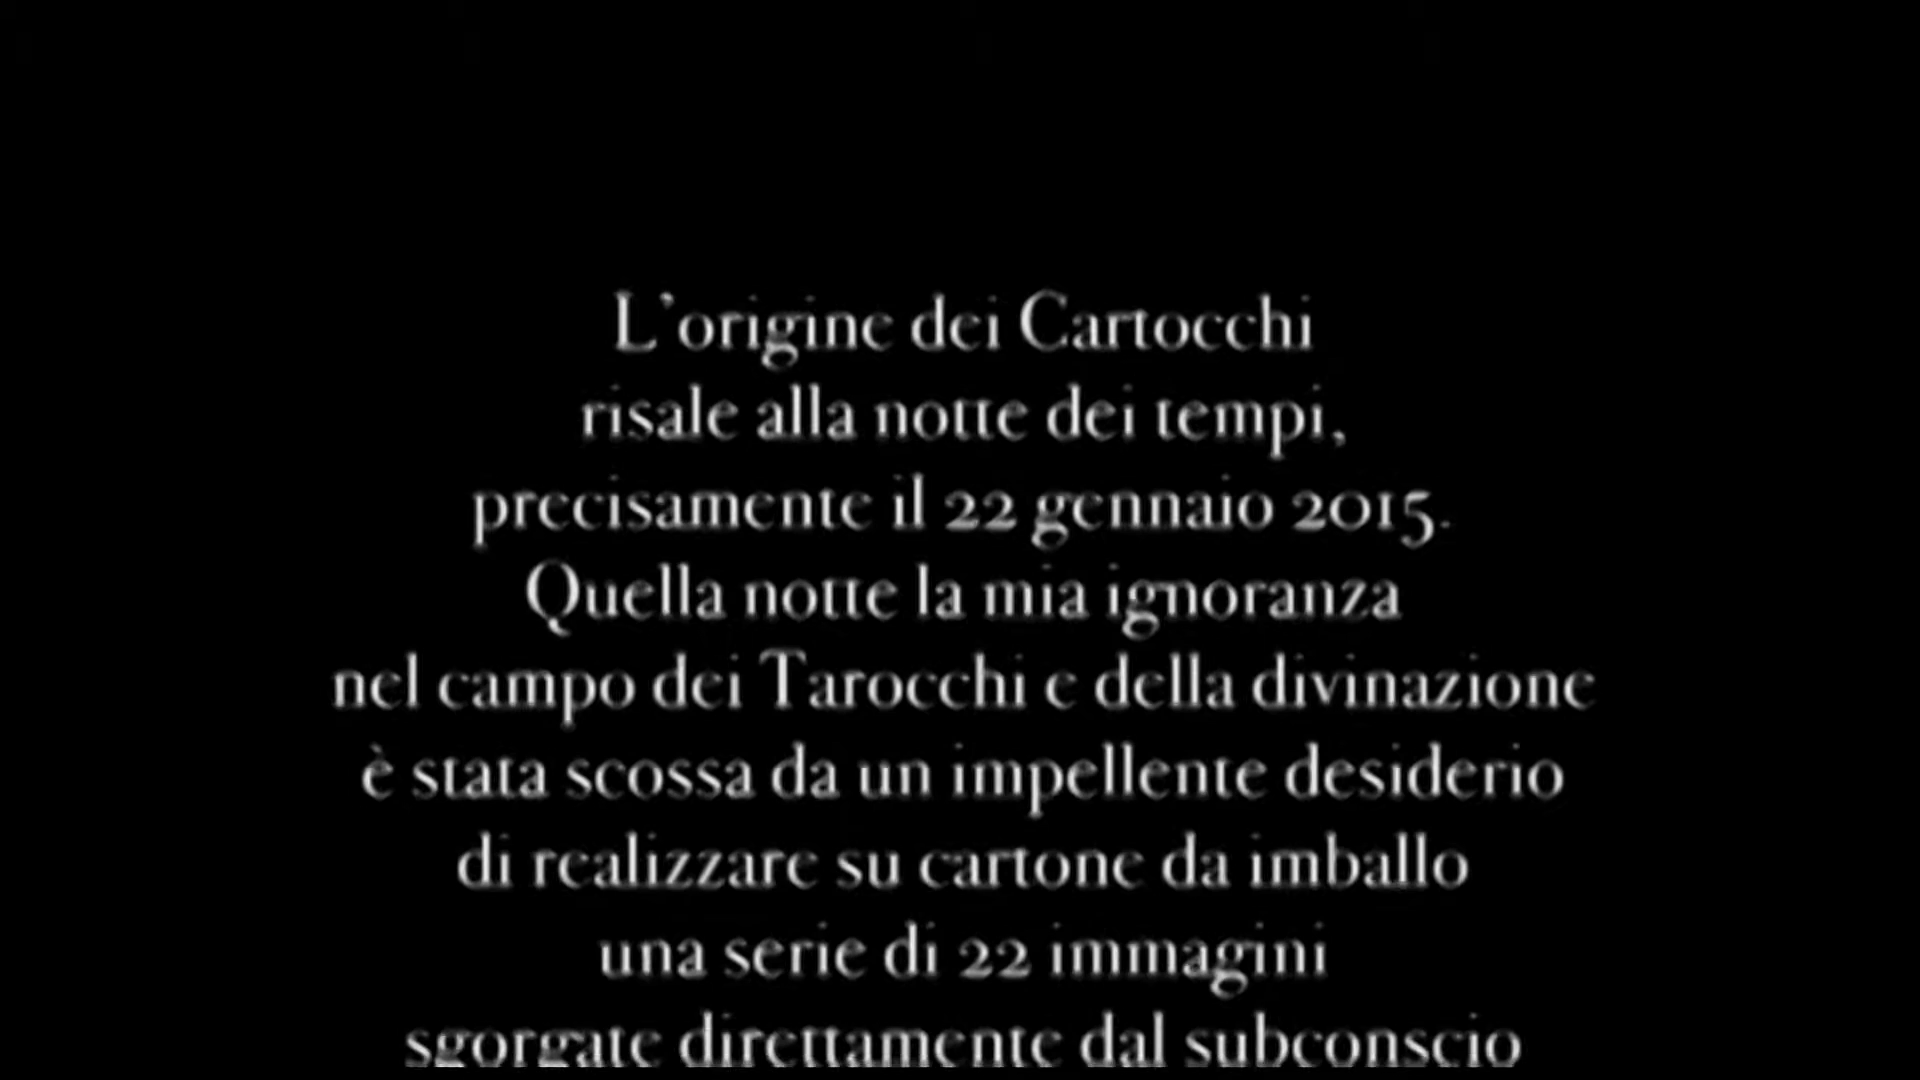 L'origine dei Cartocchi
risale alla notte dei tempi,
precisamente il 22 gennaio 2015.
Quella notte la mia ignoranza
nel campo dei Tarocchi e della divinazione
è stata scossa da un impellente desiderio
di realizzare su cartone da imballo
una serie di 22 immagini
sgorgate direttamente dal subconscio